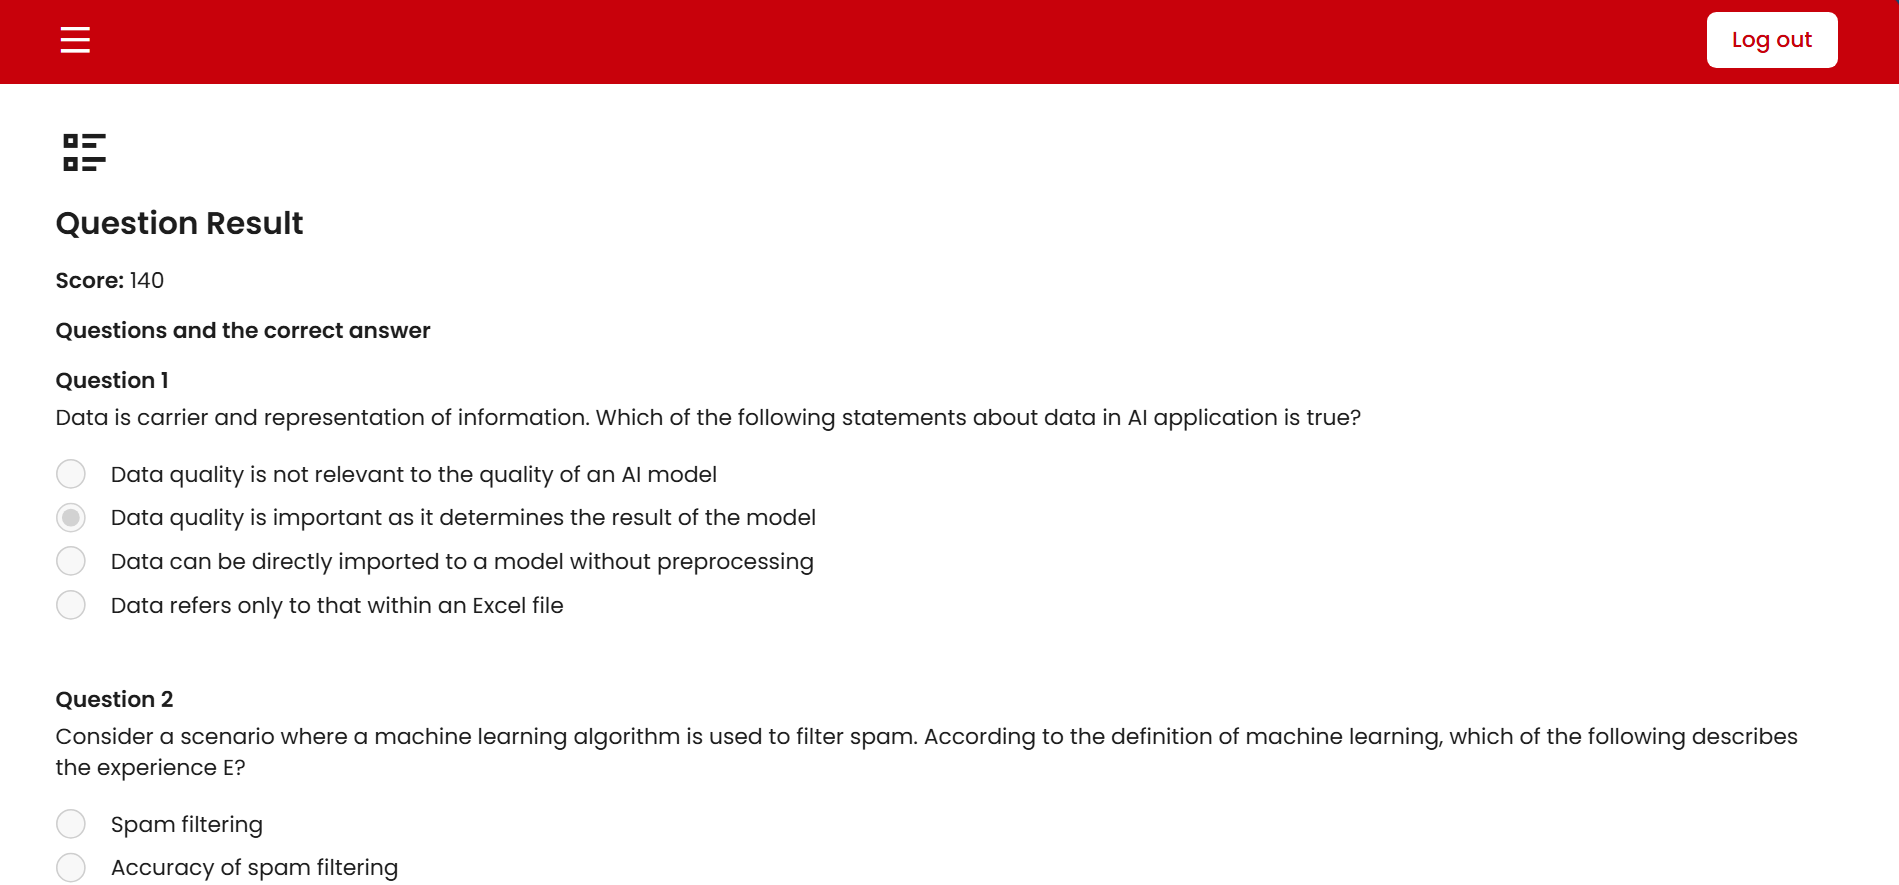 Log out
Question Result
Score: 140
Questions and the correct answer
Question 1
Data is carrier and representation of information. Which of the following statements about data in AI application is true?
Data quality is not relevant to the quality of an AI model
Data quality is important as it determines the result of the model
Data can be directly imported to a model without preprocessing
Data refers only to that within an Excel file
Question 2
Consider a scenario where a machine learning algorithm is used to filter spam. According to the definition of machine learning, which of the following describes
the experience E?
Spam filtering
Accuracy of spam filtering